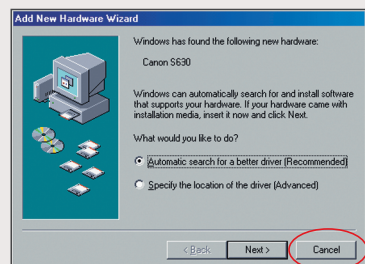 Add New Hardware Wizard
Windows has found the following new hardware:
Canon S630
Windows can automatically search for and install software
that supports your hardware. If your hardware came with
installation media, insert it now and click Next.
What would you like to do?
Automatic search for a better driver (Recommended)
Specify the location of the driver (Advanced)
< Back
Next >
Cancel